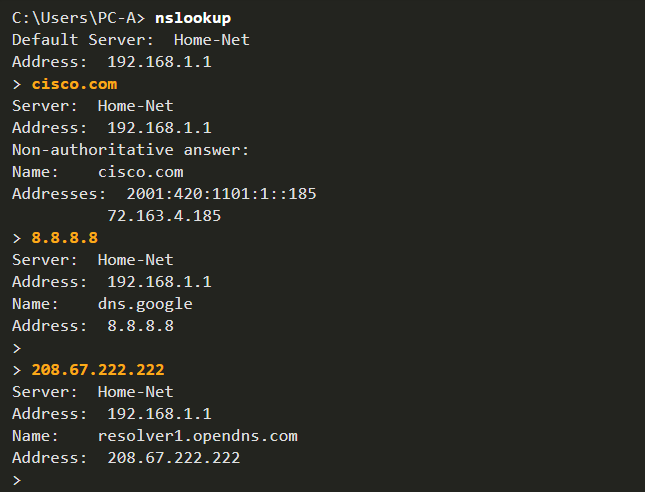 C:\Users\PC-A> nslookup
Default Server:  Home-Net
Address:  192.168.1.1
> cisco.com
Server:  Home-Net
Address:  192.168.1.1
Non-authoritative answer:
Name:    cisco.com
Addresses:  2001:420:1101:1::185
          72.163.4.185
> 8.8.8.8
Server:  Home-Net
Address:  192.168.1.1
Name:    dns.google
Address:  8.8.8.8
>
> 208.67.222.222
Server:  Home-Net
Address:  192.168.1.1
Name:    resolver1.opendns.com
Address:  208.67.222.222
>